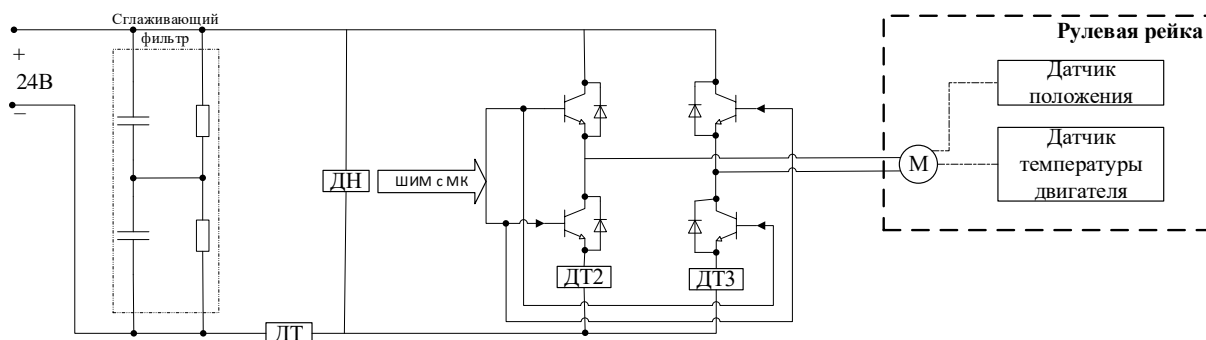 Сглаживающий
фильтр
+
24В
−
ДН
ШИМ с МК
ДТ
ДТ2
ДТ3
М
Рулевая рейка
Датчик
положения
Датчик
температуры
двигателя